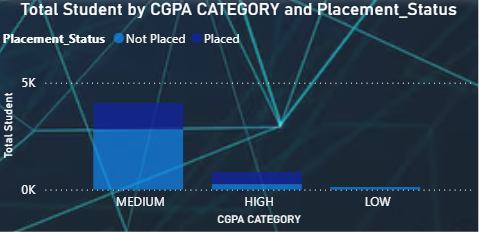 Total Student by CGPA CATEGORY and Placement_Status
Placement_Status Not Placed Placed
5K
Total Student
0K
MEDIUM HIGH LOW
CGPA CATEGORY